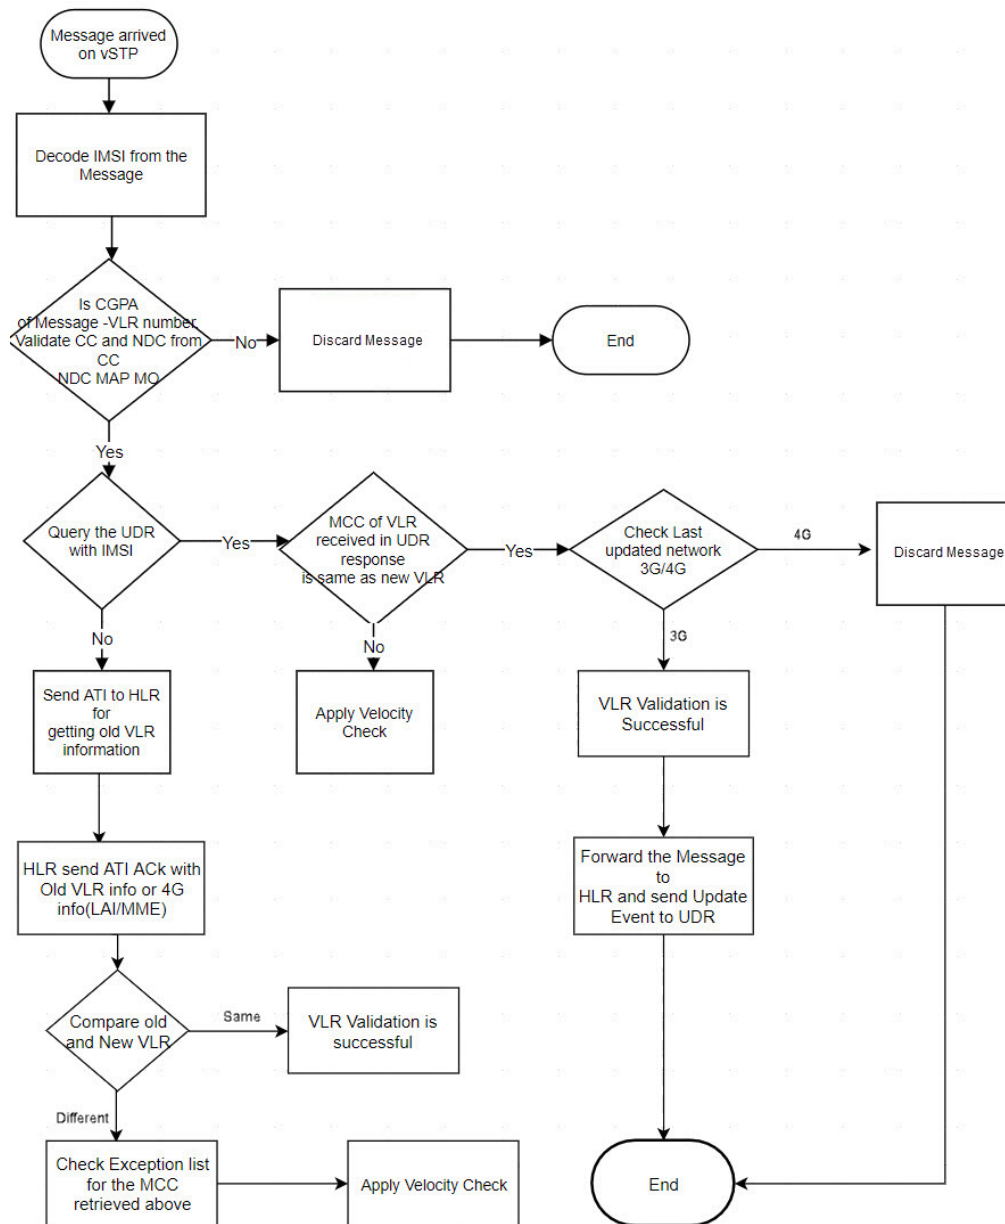 Message arrived
on vSTP
Decode IMSI from the
Message
Is CGPA
of Message -VLR number.
Validate CC and NDC from
CC
NDC MAP MO
No
Discard Message
End
Yes
Query the UDR
with IMSI
Yes
MCC of VLR
received in UDR
response
is same as new VLR
Yes
Check Last
updated network
3G/4G
4G
Discard Message
No
No
3G
Send ATI to HLR
for
getting old VLR
information
Apply Velocity
Check
VLR Validation is
Successful
HLR send ATI ACk with
Old VLR info or 4G
info(LAI/MME)
Forward the Message
to
HLR and send Update
Event to UDR
Compare old
and New VLR
Same
VLR Validation is
successful
Different
Check Exception list
for the MCC
retrieved above
Apply Velocity Check
End